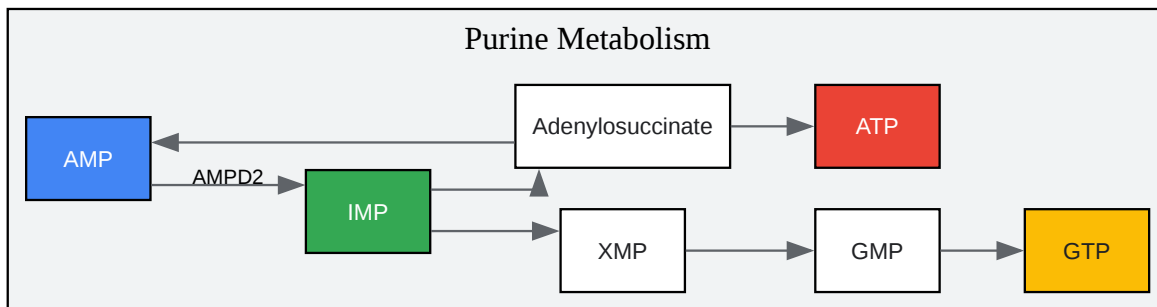 Purine Metabolism
Adenylosuccinate
ATP
AMP
AMPD2
IMP
XMP
GMP
GTP